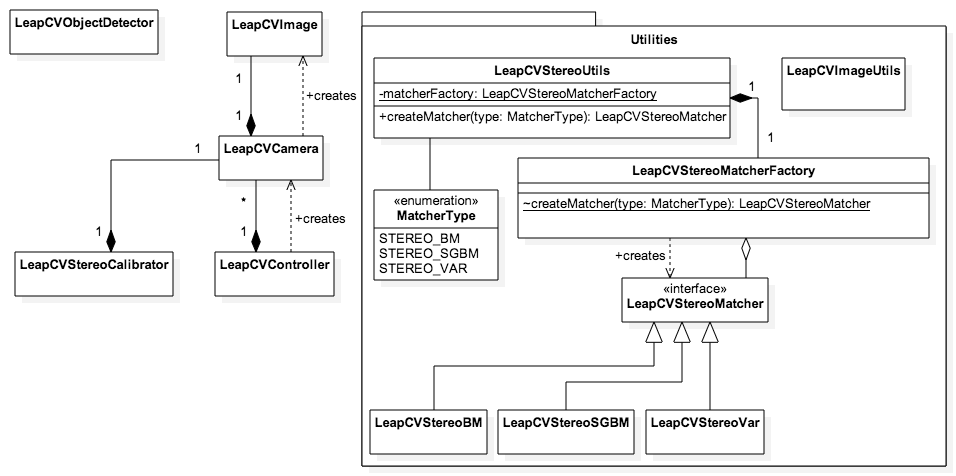 LeapCVObjectDetector
LeapCVImage
1
+creates
1
LeapCVCamera
1
*
+creates
1
1
LeapCVStereoCalibrator
LeapCVController
Utilities
LeapCVStereoUtils
-matcherFactory: LeapCVStereoMatcherFactory
+createMatcher(type: MatcherType): LeapCVStereoMatcher
1
1
LeapCVImageUtils
«enumeration»
MatcherType
STEREO_BM
STEREO_SGBM
STEREO_VAR
LeapCVStereoMatcherFactory
~createMatcher(type: MatcherType): LeapCVStereoMatcher
+creates
«interface»
LeapCVStereoMatcher
LeapCVStereoBM
LeapCVStereoSGBM
LeapCVStereoVar